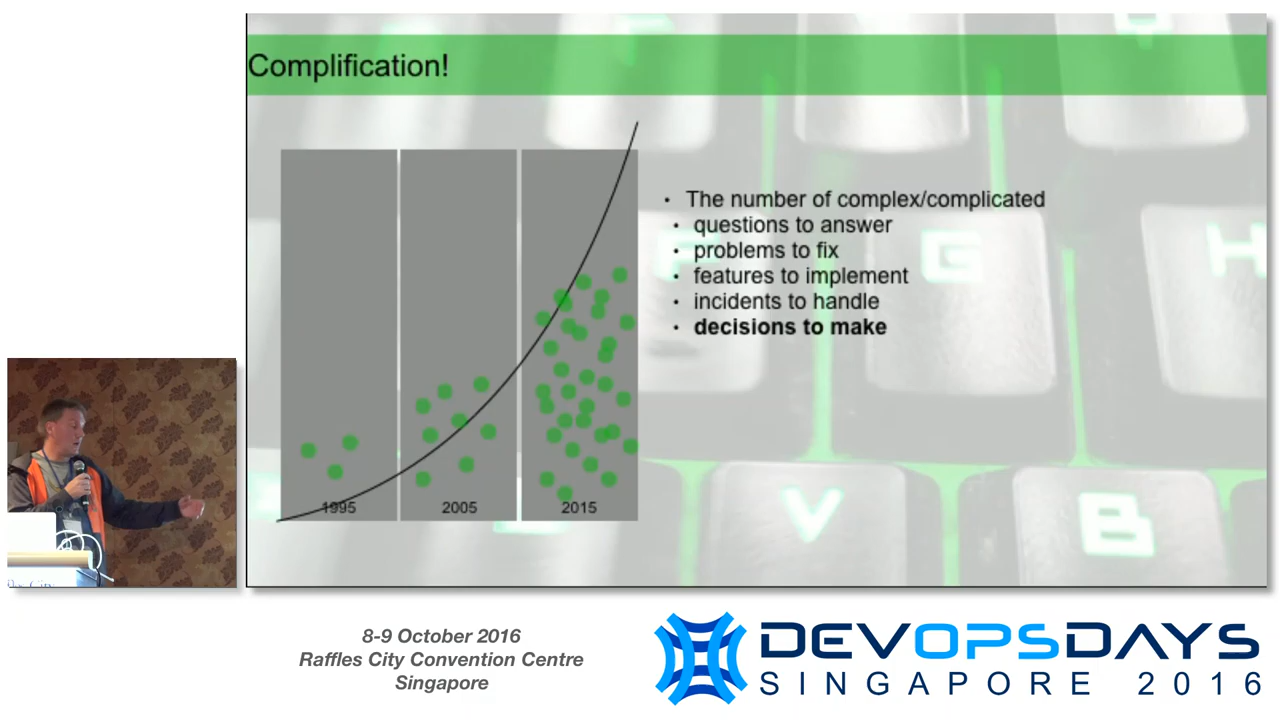 Complification!
The number of complex/complicated
questions to answer
problems to fix
features to implement
incidents to handle
decisions to make
1995
2005
2015
G
H
V
B
8-9 October 2016
Raffles City Convention Centre
Singapore
DEVOPSDAYS
SINGAPORE 2016